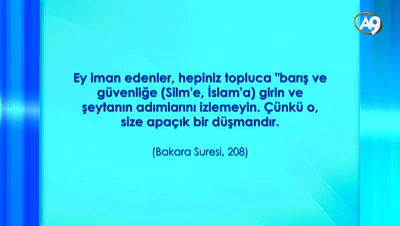 A9
Ey iman edenler, hepiniz topluca "barış ve
güvenliğe (Silm'e, İslam'a) girin ve
şeytanın adımlarını izlemeyin. Çünkü o,
size apaçık bir düşmandır.
(Bakara Suresi, 208)